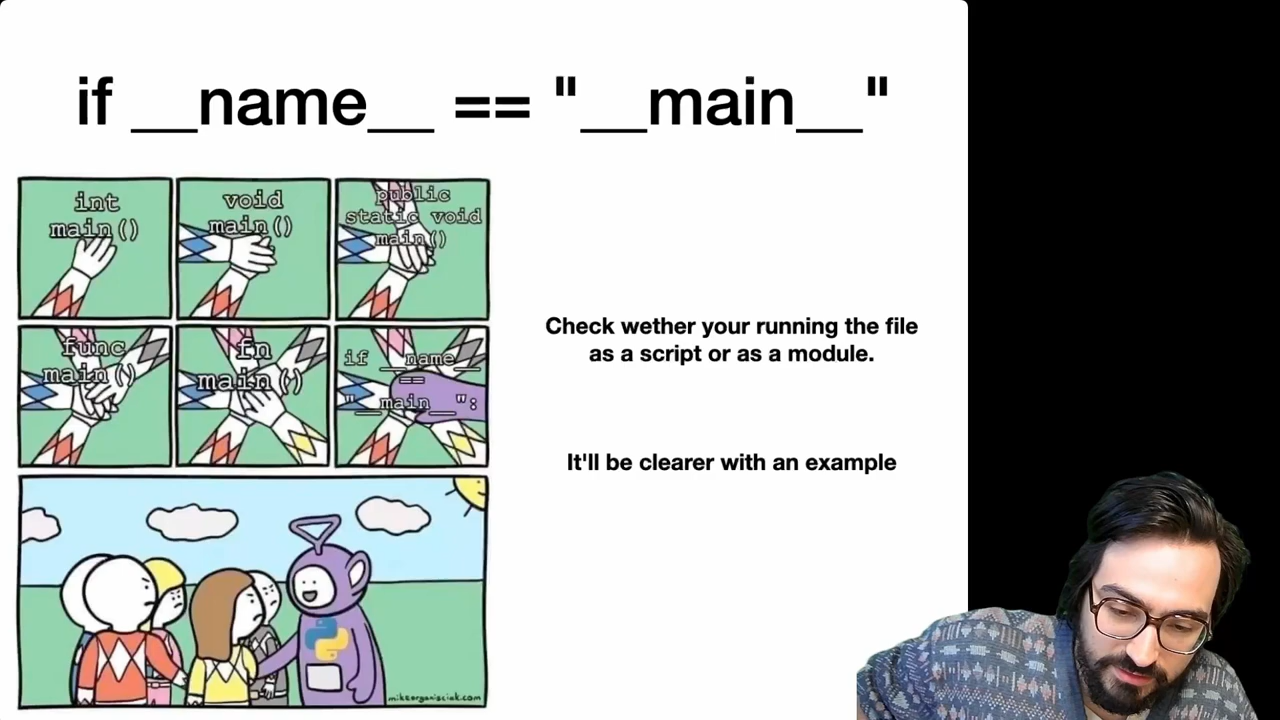 if __name__ == "__main__"
int
main()
void
main()
public
static void
main()
func
main()
fn
main()
if __name__
==
"__main__":
Check wether your running the file
as a script or as a module.
It'll be clearer with an example
mikeorganisciak.com